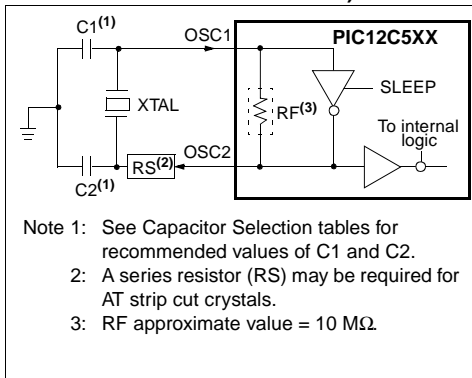 C1(1)
OSC1
PIC12C5XX
SLEEP
XTAL
RF(3)
To internal
logic
OSC2
RS(2)
C2(1)
Note 1: See Capacitor Selection tables for
recommended values of C1 and C2.
2: A series resistor (RS) may be required for
AT strip cut crystals.
3: RF approximate value = 10 MΩ.